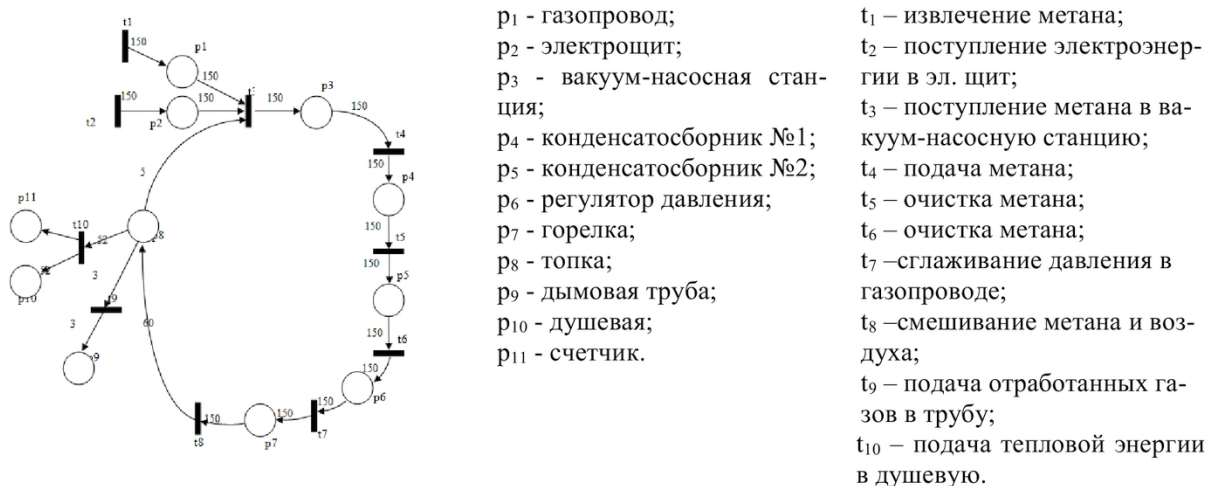 t1
150
p1
150
150
150
t2
p2
t3
150
p3
150
t4
150
p4
150
t5
150
p5
150
t6
150
p6
150
t7
150
p7
150
t8
60
5
p8
p11
t10
52
p10
3
t9
3
p9
p₁ - газопровод;
p₂ - электрощит;
p₃ - вакуум-насосная стан-
ция;
p₄ - конденсатосборник №1;
p₅ - конденсатосборник №2;
p₆ - регулятор давления;
p₇ - горелка;
p₈ - топка;
p₉ - дымовая труба;
p₁₀ - душевая;
p₁₁ - счетчик.
t₁ – извлечение метана;
t₂ – поступление электроэнер-
гии в эл. щит;
t₃ – поступление метана в ва-
куум-насосную станцию;
t₄ – подача метана;
t₅ – очистка метана;
t₆ – очистка метана;
t₇ –сглаживание давления в
газопроводе;
t₈ –смешивание метана и воз-
духа;
t₉ – подача отработанных га-
зов в трубу;
t₁₀ – подача тепловой энергии
в душевую.